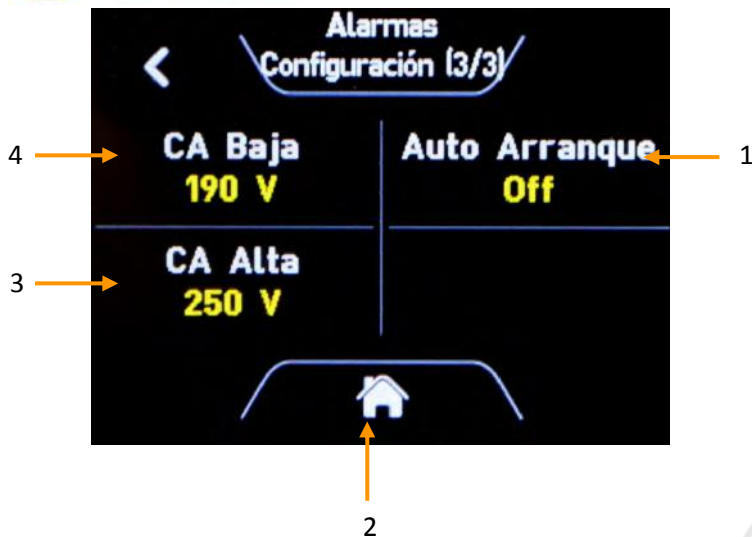 Alarmas
Configuración (3/3)
4
CA Baja
190 V
Auto Arranque
Off
1
3
CA Alta
250 V
2